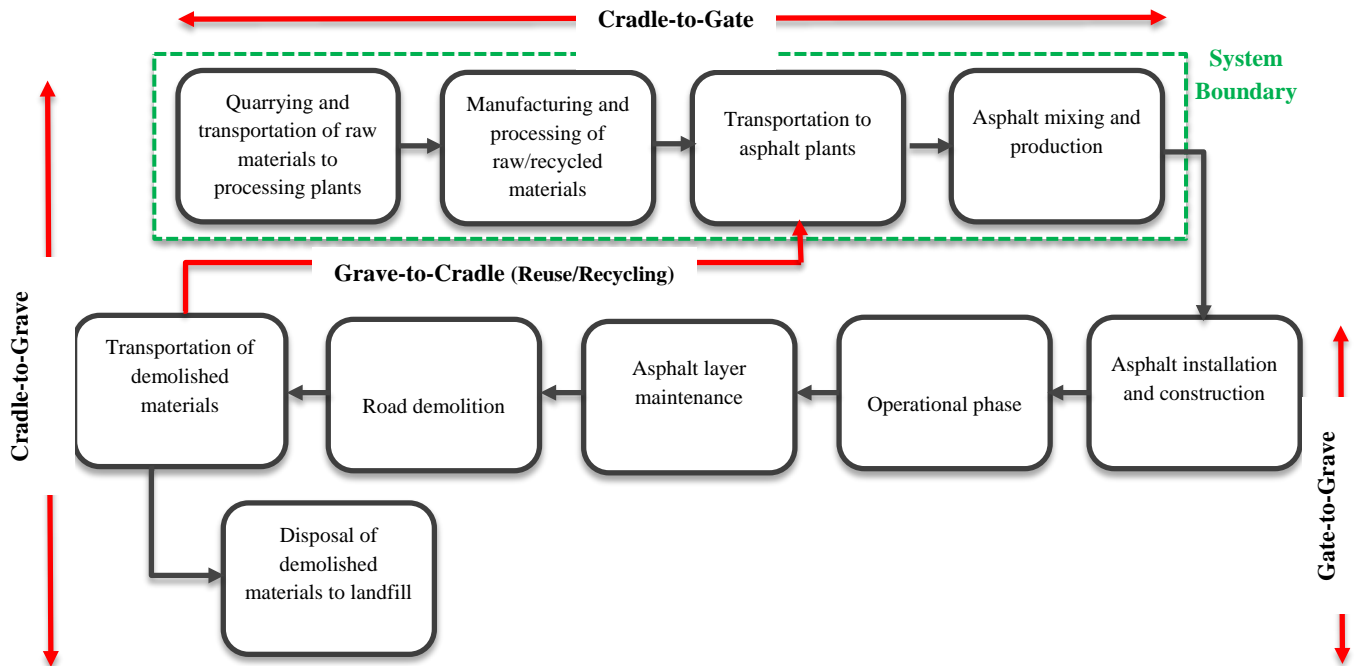 Cradle-to-Gate
System
Boundary
Quarrying and
transportation of raw
materials to
processing plants
Manufacturing and
processing of
raw/recycled
materials
Transportation to
asphalt plants
Asphalt mixing and
production
Grave-to-Cradle (Reuse/Recycling)
Cradle-to-Grave
Transportation of
demolished
materials
Road demolition
Asphalt layer
maintenance
Operational phase
Asphalt installation
and construction
Gate-to-Grave
Disposal of
demolished
materials to landfill